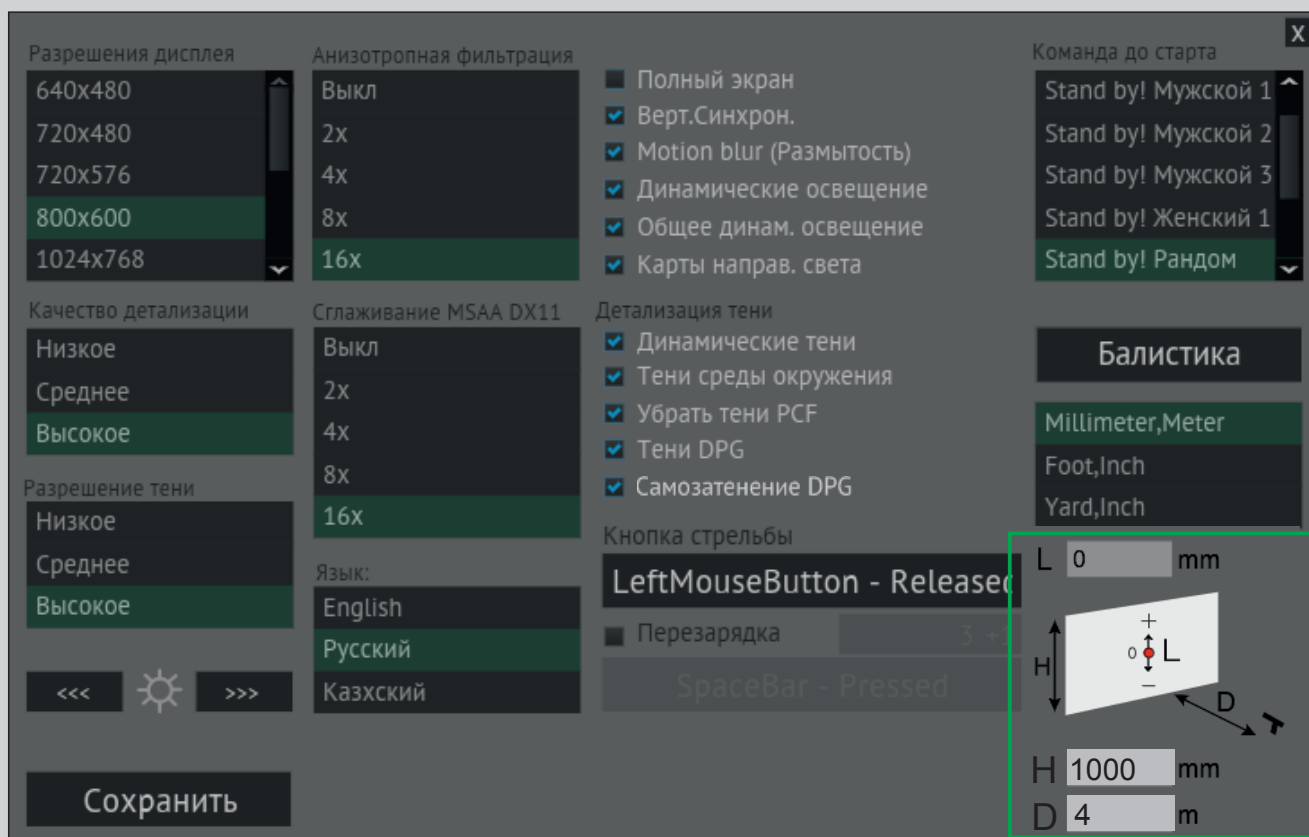 X
Разрешения дисплея
640x480
720x480
720x576
800x600
1024x768
Качество детализации
Низкое
Среднее
Высокое
Разрешение тени
Низкое
Среднее
Высокое
<<<
>>>
Сохранить
Анизотропная фильтрация
Выкл
2x
4x
8x
16x
Сглаживание MSAA DX11
Выкл
2x
4x
8x
16x
Язык:
English
Русский
Казхский
Полный экран
Верт.Синхрон.
Motion blur (Размытость)
Динамические освещение
Общее динам. освещение
Карты направ. света
Детализация тени
Динамические тени
Тени среды окружения
Убрать тени PCF
Тени DPG
Самозатенение DPG
Кнопка стрельбы
LeftMouseButton - Released
Перезарядка
3 +1
SpaceBar - Pressed
Команда до старта
Stand by! Мужской 1
Stand by! Мужской 2
Stand by! Мужской 3
Stand by! Женский 1
Stand by! Рандом
Балистика
Millimeter,Meter
Foot,Inch
Yard,Inch
L 0 mm
+
0 L
H
−
D
H 1000 mm
D 4 m